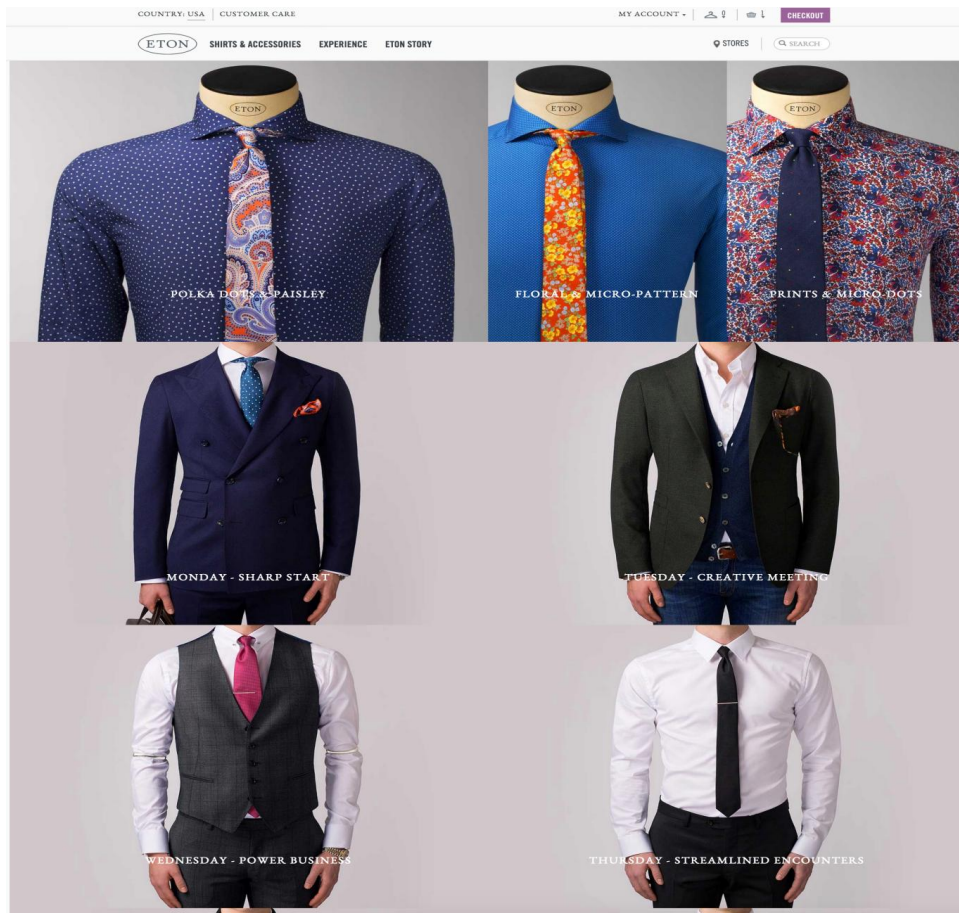 COUNTRY: USA CUSTOMER CARE MY ACCOUNT CHECKOUT
ETON SHIRTS & ACCESSORIES EXPERIENCE ETON STORY STORES SEARCH
ETON ETON ETON
POLKA DOTS & PAISLEY FLORAL & MICRO-PATTERN PRINTS & MICRO-DOTS
MONDAY - SHARP START TUESDAY - CREATIVE MEETING
WEDNESDAY - POWER BUSINESS THURSDAY - STREAMLINED ENCOUNTERS